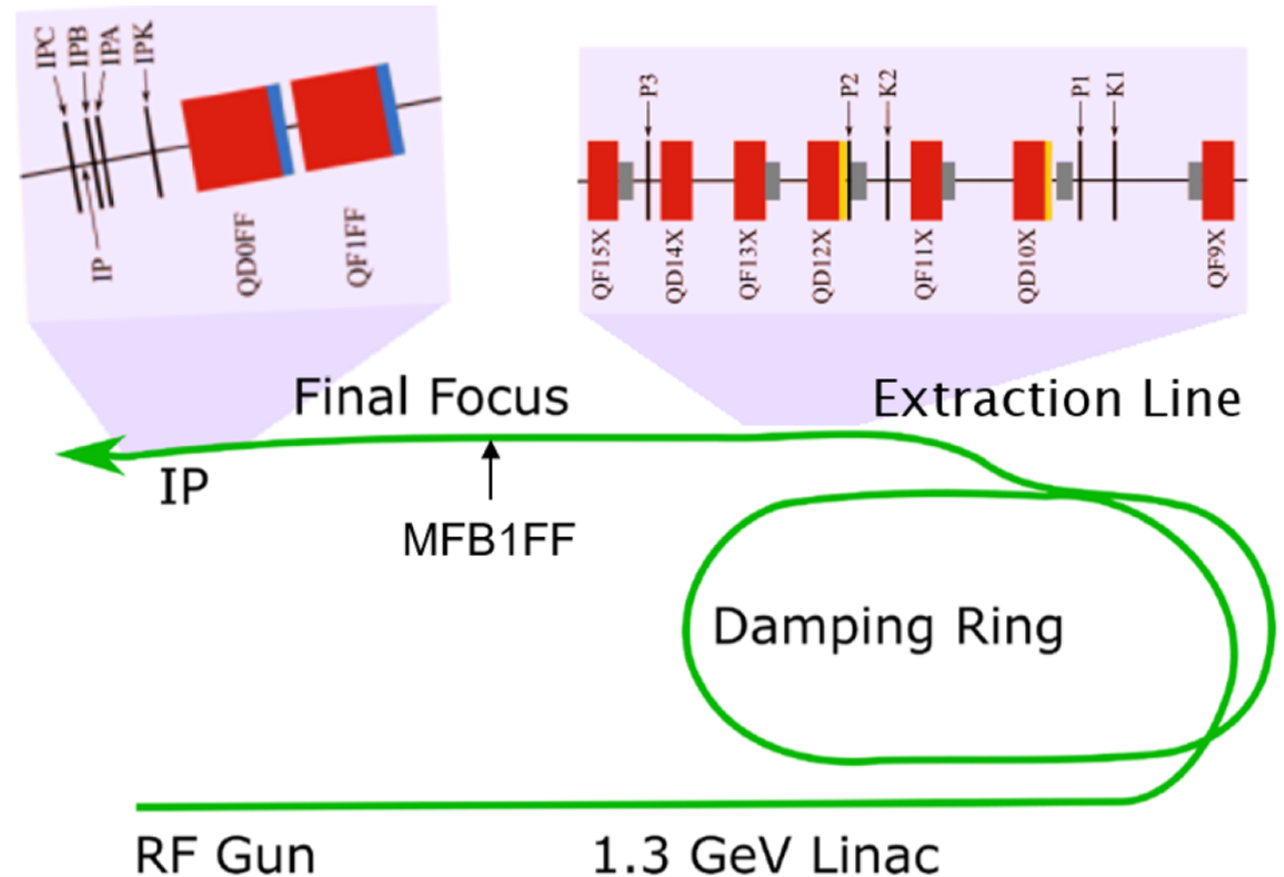 IPC
IPB
IPA
IPK
IP
QD0FF
QF1FF
P3
P2
K2
P1
K1
QF15X
QD14X
QF13X
QD12X
QF11X
QD10X
QF9X
Final Focus
Extraction Line
IP
MFB1FF
Damping Ring
RF Gun
1.3 GeV Linac